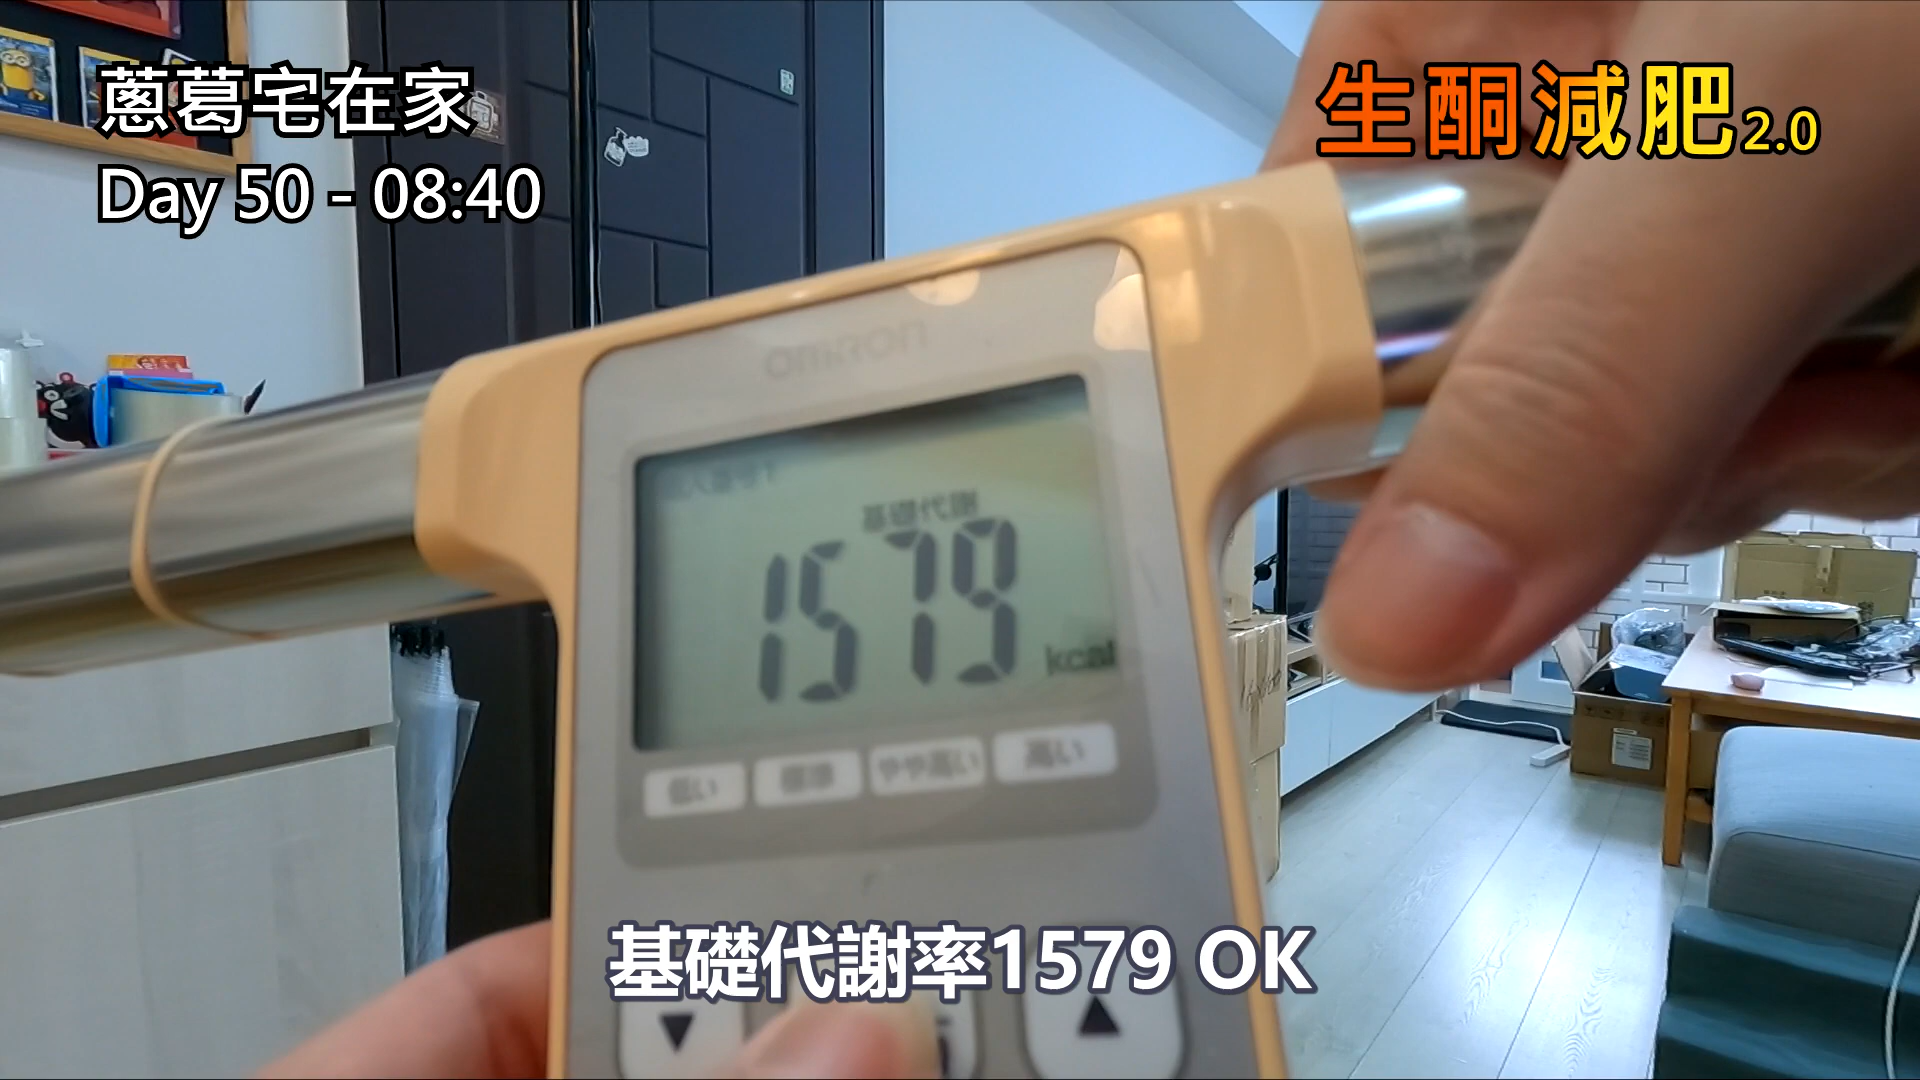 蔥葛宅在家
Day 50 - 08:40
生酮減肥2.0
OMRON
基礎代謝
1579
kcal
低い 標準 やや高い 高い
基礎代謝率1579 OK
▼ ▲